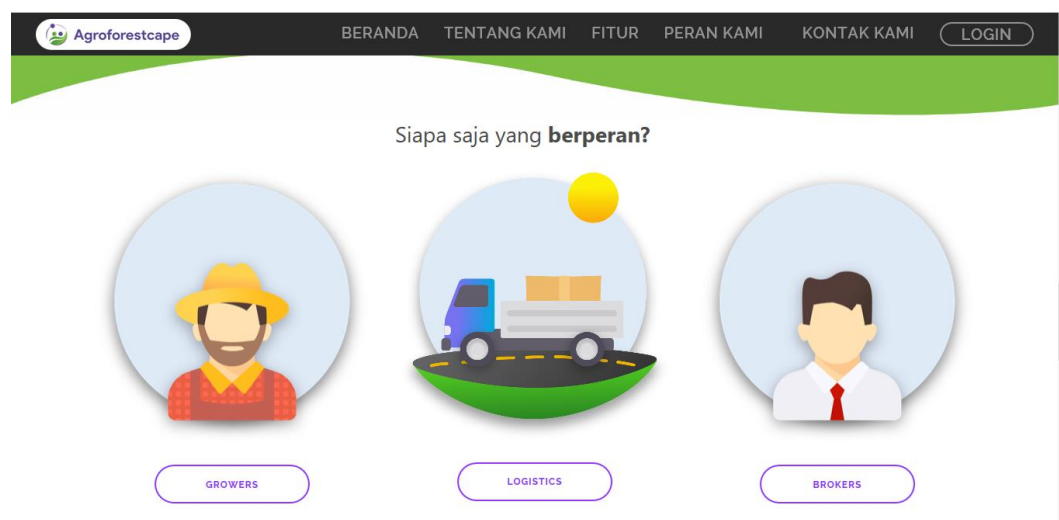 Agroforestcape BERANDA TENTANG KAMI FITUR PERAN KAMI KONTAK KAMI LOGIN
Siapa saja yang berperan?
GROWERS LOGISTICS BROKERS